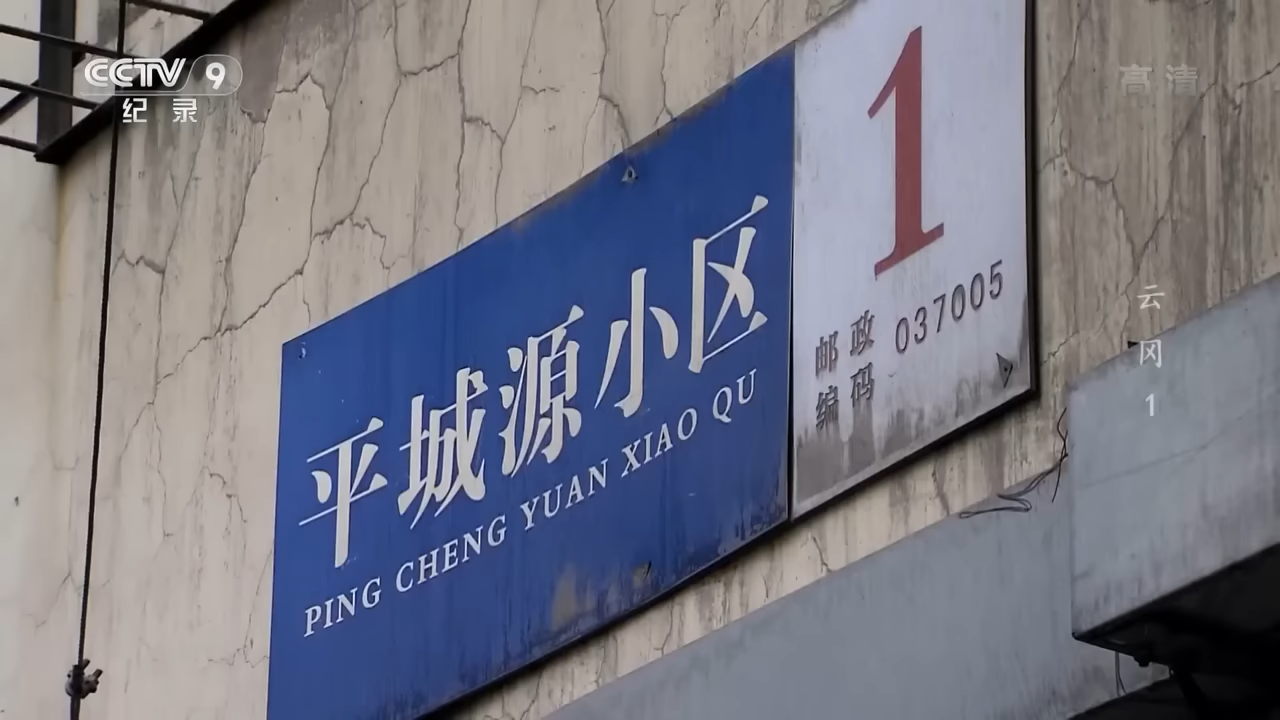 CCTV 9
纪录
高清
1
平城源小区
PING CHENG YUAN XIAO QU
邮政
编码
037005
云冈 1